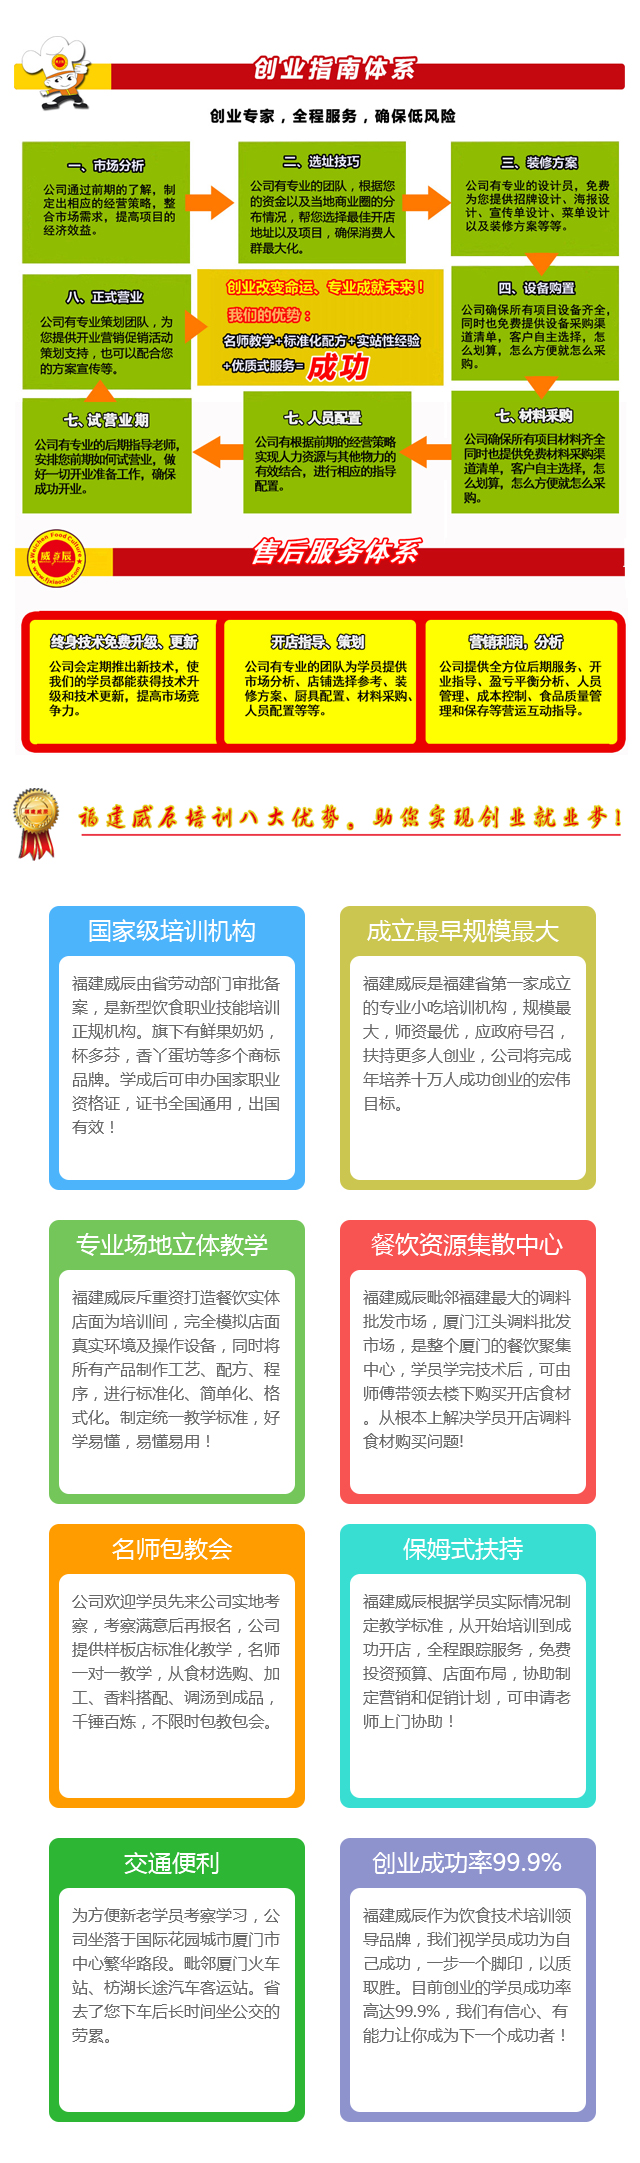 创业指南体系
创业专家，全程服务，确保低风险
一、市场分析
公司通过前期的了解，制
定出相应的经营策略，整
合市场需求，提高项目的
经济效益。
二、选址技巧
公司有专业的团队，根据您
的资金以及当地商业圈的分
布情况，帮您选择最佳开店
地址以及项目，确保消费人
群最大化。
三、装修方案
公司有专业的设计员，免费
为您提供招牌设计、海报设
计、宣传单设计、菜单设计
以及装修方案等等。
四、设备购置
公司确保所有项目设备齐全，
同时也免费提供设备采购渠
道清单，客户自主选择，怎
么划算，怎么方便就怎么采
购。
七、材料采购
公司确保所有项目材料齐全
同时也提供免费材料采购渠
道清单，客户自主选择，怎
么划算，怎么方便就怎么采
购。
七、人员配置
公司有根据前期的经营策略
实现人力资源与其他物力的
有效结合，进行相应的指导
配置。
七、试营业期
公司有专业的后期指导老师，
安排您前期如何试营业，做
好一切开业准备工作，确保
成功开业。
八、正式营业
公司有专业策划团队，为
您提供开业营销促销活动
策划支持，也可以配合您
的方案宣传等。
创业改变命运、专业成就未来！
我们的优势：
名师教学+标准化配方+实站性经验
+优质式服务=成功
Weichen Food Culture
威辰
www.fjxiaochi.com
售后服务体系
终身技术免费升级、更新
公司会定期推出新技术，使
我们的学员都能获得技术升
级和技术更新，提高市场竞
争力。
开店指导、策划
公司有专业的团队为学员提供
市场分析、店铺选择参考、装
修方案、厨具配置、材料采购、
人员配置等等。
营销利润，分析
公司提供全方位后期服务、开
业指导、盈亏平衡分析、人员
管理、成本控制、食品质量管
理和保存等营运互动指导。
福建威辰培训八大优势。助您实现创业就业梦！
国家级培训机构
福建威辰由省劳动部门审批备
案，是新型饮食职业技能培训
正规机构。旗下有鲜果奶奶，
杯多芬，香丫蛋坊等多个商标
品牌。学成后可申办国家职业
资格证，证书全国通用，出国
有效！
成立最早规模最大
福建威辰是福建省第一家成立
的专业小吃培训机构，规模最
大，师资最优，应政府号召，
扶持更多人创业，公司将完成
年培养十万人成功创业的宏伟
目标。
专业场地立体教学
福建威辰斥重资打造餐饮实体
店面为培训间，完全模拟店面
真实环境及操作设备，同时将
所有产品制作工艺、配方、程
序，进行标准化、简单化、格
式化。制定统一教学标准，好
学易懂，易懂易用！
餐饮资源集散中心
福建威辰毗邻福建最大的调料
批发市场，厦门江头调料批发
市场，是整个厦门的餐饮聚集
中心，学员学完技术后，可由
师傅带领去楼下购买开店食材
。从根本上解决学员开店调料
食材购买问题!
名师包教会
公司欢迎学员先来公司实地考
察，考察满意后再报名，公司
提供样板店标准化教学，名师
一对一教学，从食材选购、加
工、香料搭配、调汤到成品，
千锤百炼，不限时包教包会。
保姆式扶持
福建威辰根据学员实际情况制
定教学标准，从开始培训到成
功开店，全程跟踪服务，免费
投资预算、店面布局，协助制
定营销和促销计划，可申请老
师上门协助！
交通便利
为方便新老学员考察学习，公
司坐落于国际花园城市厦门市
中心繁华路段。毗邻厦门火车
站、枋湖长途汽车客运站。省
去了您下车后长时间坐公交的
劳累。
创业成功率99.9%
福建威辰作为饮食技术培训领
导品牌，我们视学员成功为自
己成功，一步一个脚印，以质
取胜。目前创业的学员成功率
高达99.9%，我们有信心、有
能力让你成为下一个成功者！